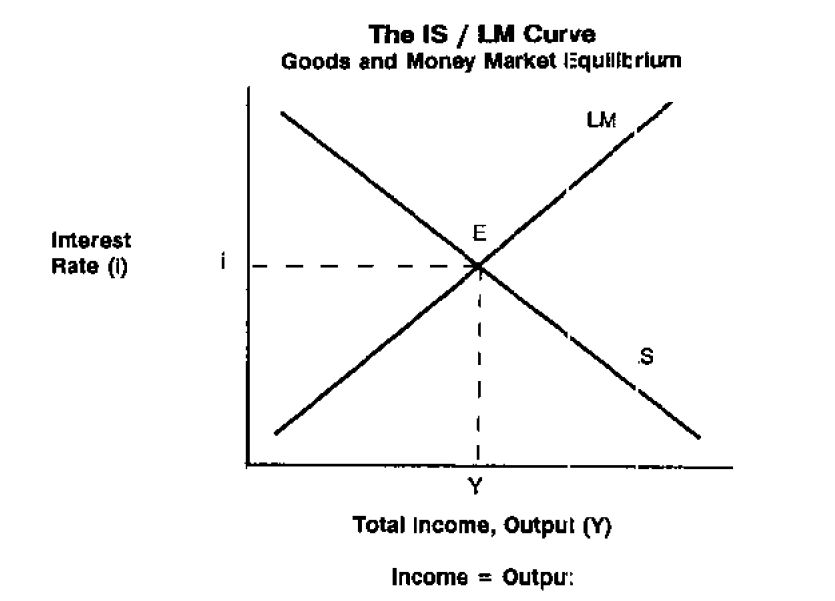 The IS / LM Curve
Goods and Money Market Equilibrium
LM
E
Interest
Rate (i)
i
S
Y
Total Income, Output (Y)
Income = Output